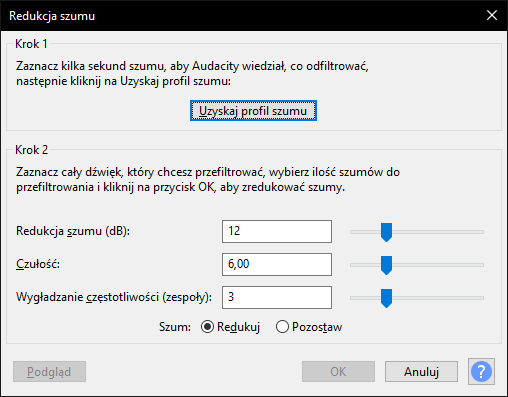 Redukcja szumu
Krok 1
Zaznacz kilka sekund szumu, aby Audacity wiedział, co odfiltrować,
następnie kliknij na Uzyskaj profil szumu:
Uzyskaj profil szumu
Krok 2
Zaznacz cały dźwięk, który chcesz przefiltrować, wybierz ilość szumów do
przefiltrowania i kliknij na przycisk OK, aby zredukować szumy.
Redukcja szumu (dB): 12
Czułość: 6,00
Wygładzanie częstotliwości (zespoły): 3
Szum: Redukuj Pozostaw
Podgląd OK Anuluj ?